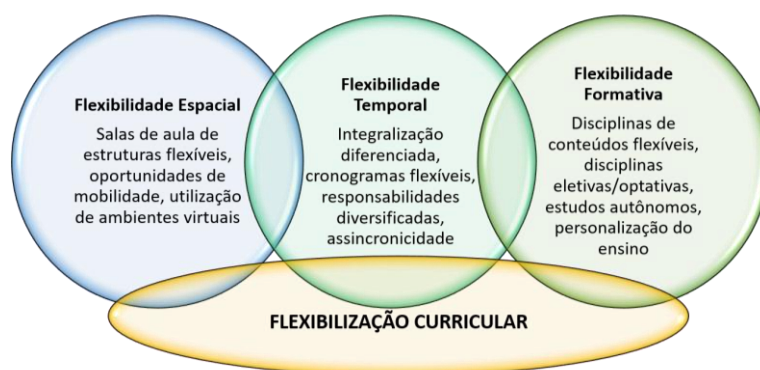 Flexibilidade Espacial
Salas de aula de
estruturas flexíveis,
oportunidades de
mobilidade, utilização
de ambientes virtuais
Flexibilidade
Temporal
Integralização
diferenciada,
cronogramas flexíveis,
responsabilidades
diversificadas,
assincronicidade
Flexibilidade
Formativa
Disciplinas de
conteúdos flexíveis,
disciplinas
eletivas/optativas,
estudos autônomos,
personalização do
ensino
FLEXIBILIZAÇÃO CURRICULAR